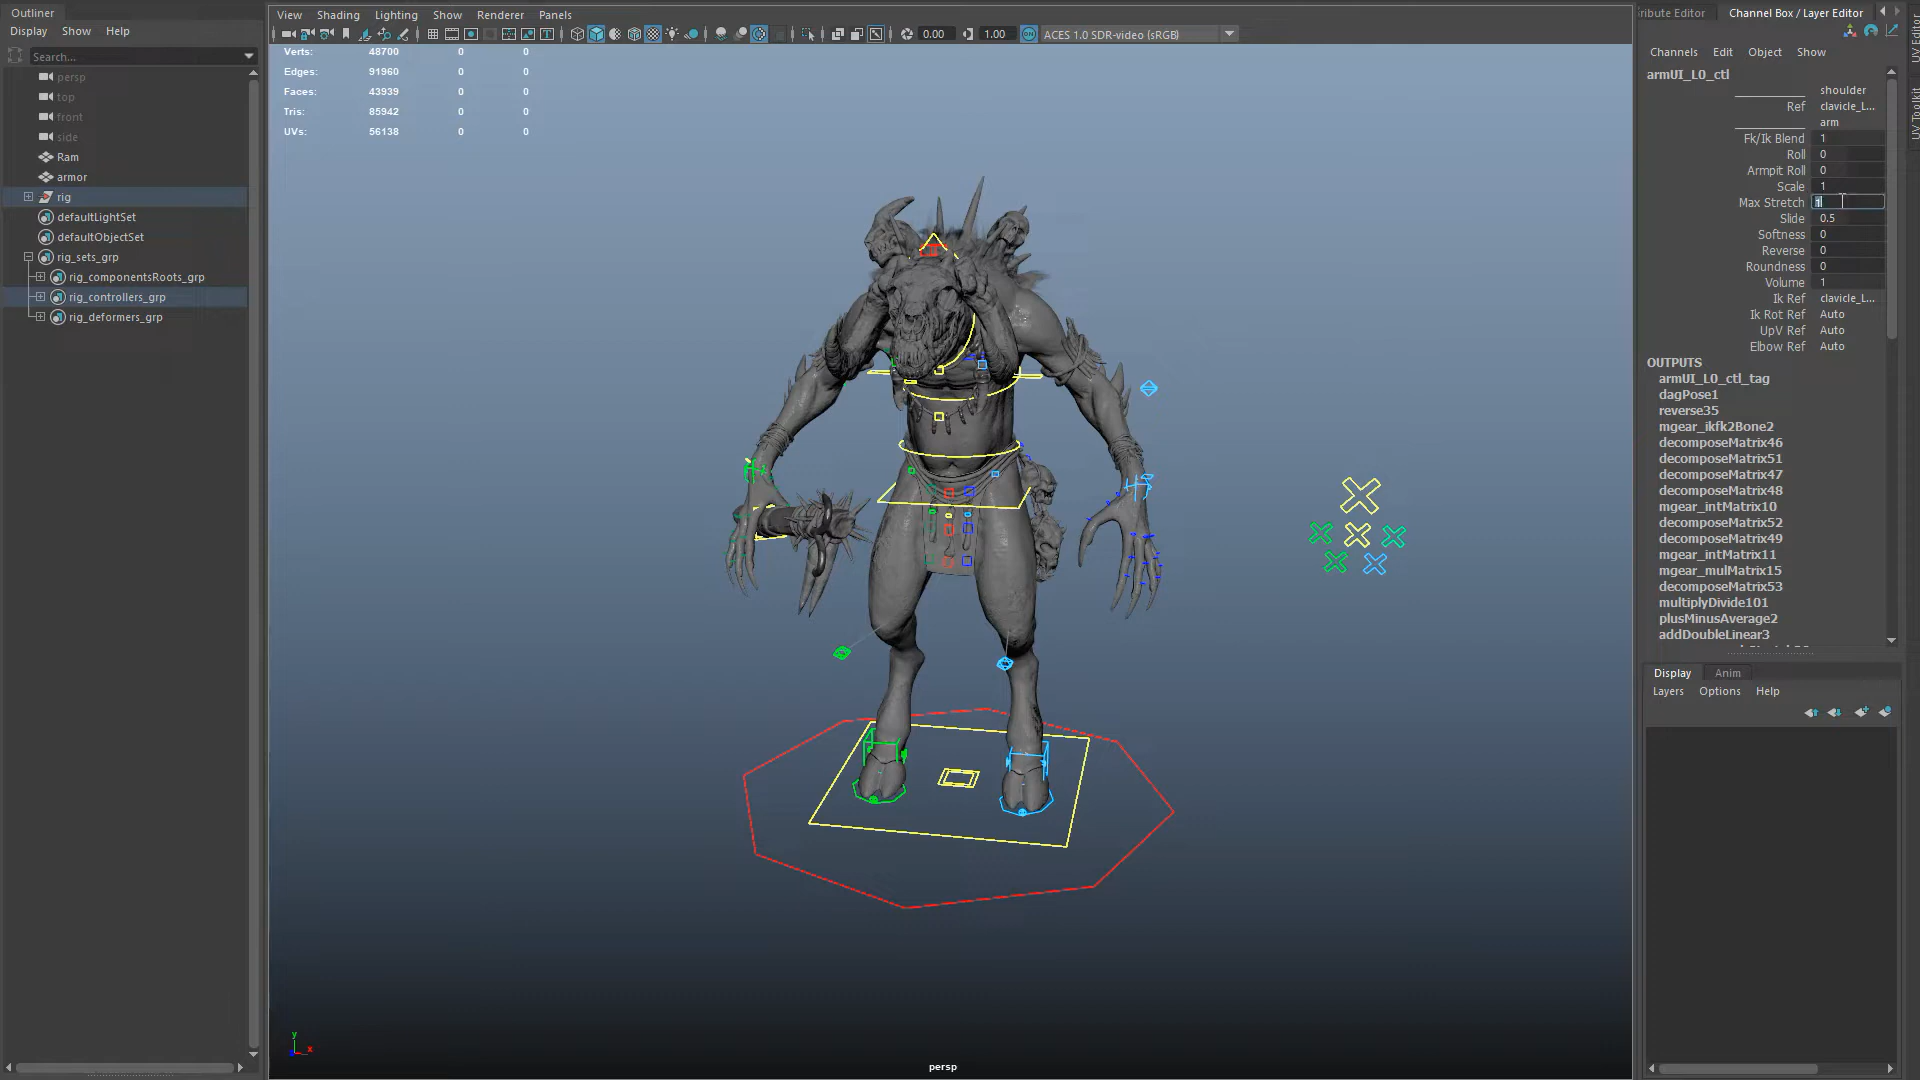 Outliner
Display Show Help
Search...
persp
top
front
side
Ram
armor
rig
defaultLightSet
defaultObjectSet
rig_sets_grp
rig_componentsRoots_grp
rig_controllers_grp
rig_deformers_grp
View Shading Lighting Show Renderer Panels
0.00 1.00 ON ACES 1.0 SDR-video (sRGB)
Verts: 48700 0 0
Edges: 91960 0 0
Faces: 43939 0 0
Tris: 85942 0 0
UVs: 56138 0 0
y
x
persp
ribute Editor Channel Box / Layer Editor
Channels Edit Object Show
armUI_L0_ctl
shoulder
Ref clavicle_L...
arm
Fk/Ik Blend 1
Roll 0
Armpit Roll 0
Scale 1
Max Stretch 1
Slide 0.5
Softness 0
Reverse 0
Roundness 0
Volume 1
Ik Ref clavicle_L...
Ik Rot Ref Auto
UpV Ref Auto
Elbow Ref Auto
OUTPUTS
armUI_L0_ctl_tag
dagPose1
reverse35
mgear_ikfk2Bone2
decomposeMatrix46
decomposeMatrix51
decomposeMatrix47
decomposeMatrix48
mgear_intMatrix10
decomposeMatrix52
decomposeMatrix49
mgear_intMatrix11
mgear_mulMatrix15
decomposeMatrix53
multiplyDivide101
plusMinusAverage2
addDoubleLinear3
Display Anim
Layers Options Help
UV Editor
UV Toolkit